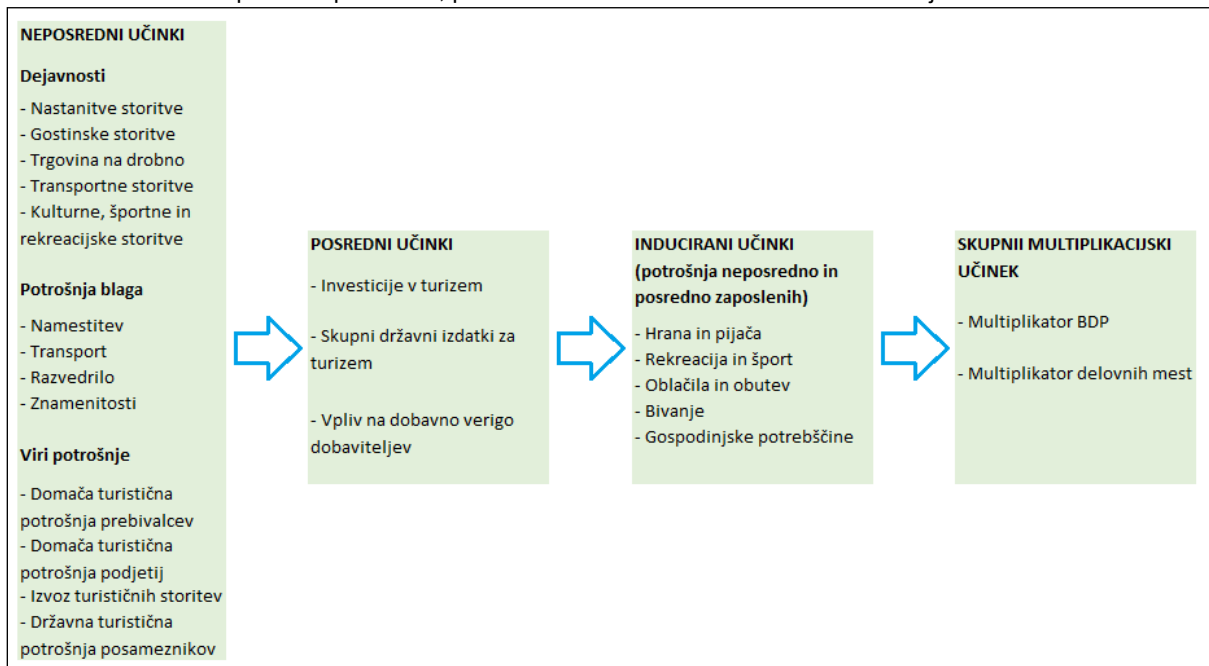 NEPOSREDNI UČINKI
Dejavnosti
- Nastanitve storitve
- Gostinske storitve
- Trgovina na drobno
- Transportne storitve
- Kulturne, športne in
rekreacijske storitve
Potrošnja blaga
- Namestitev
- Transport
- Razvedrilo
- Znamenitosti
Viri potrošnje
- Domača turistična
potrošnja prebivalcev
- Domača turistična
potrošnja podjetij
- Izvoz turističnih storitev
- Državna turistična
potrošnja posameznikov
POSREDNI UČINKI
- Investicije v turizem
- Skupni državni izdatki za
turizem
- Vpliv na dobavno verigo
dobaviteljev
INDUCIRANI UČINKI
(potrošnja neposredno in
posredno zaposlenih)
- Hrana in pijača
- Rekreacija in šport
- Oblačila in obutev
- Bivanje
- Gospodinjske potrebščine
SKUPNII MULTIPLIKACIJSKI
UČINEK
- Multiplikator BDP
- Multiplikator delovnih mest